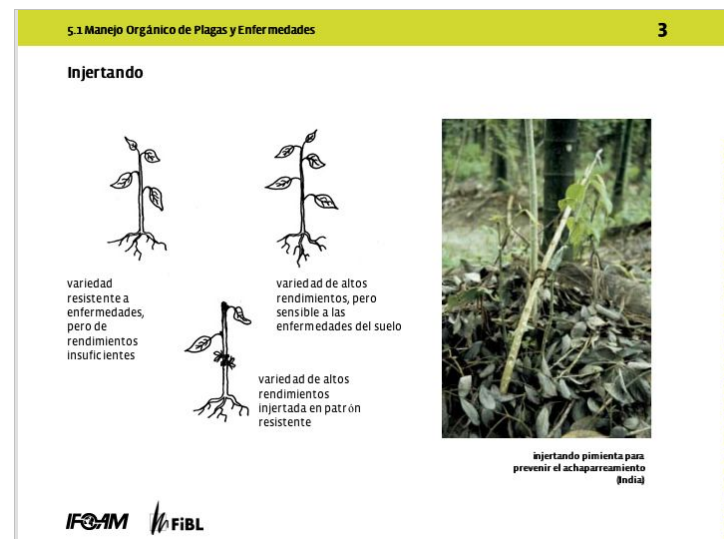 5.1 Manejo Orgánico de Plagas y Enfermedades
3
Injertando
variedad
resistente a
enfermedades,
pero de
rendimientos
insuficientes
variedad de altos
rendimientos, pero
sensible a las
enfermedades del suelo
variedad de altos
rendimientos
injertada en patrón
resistente
injertando pimienta para
prevenir el achaparreamiento
(India)
IFOAM
FiBL